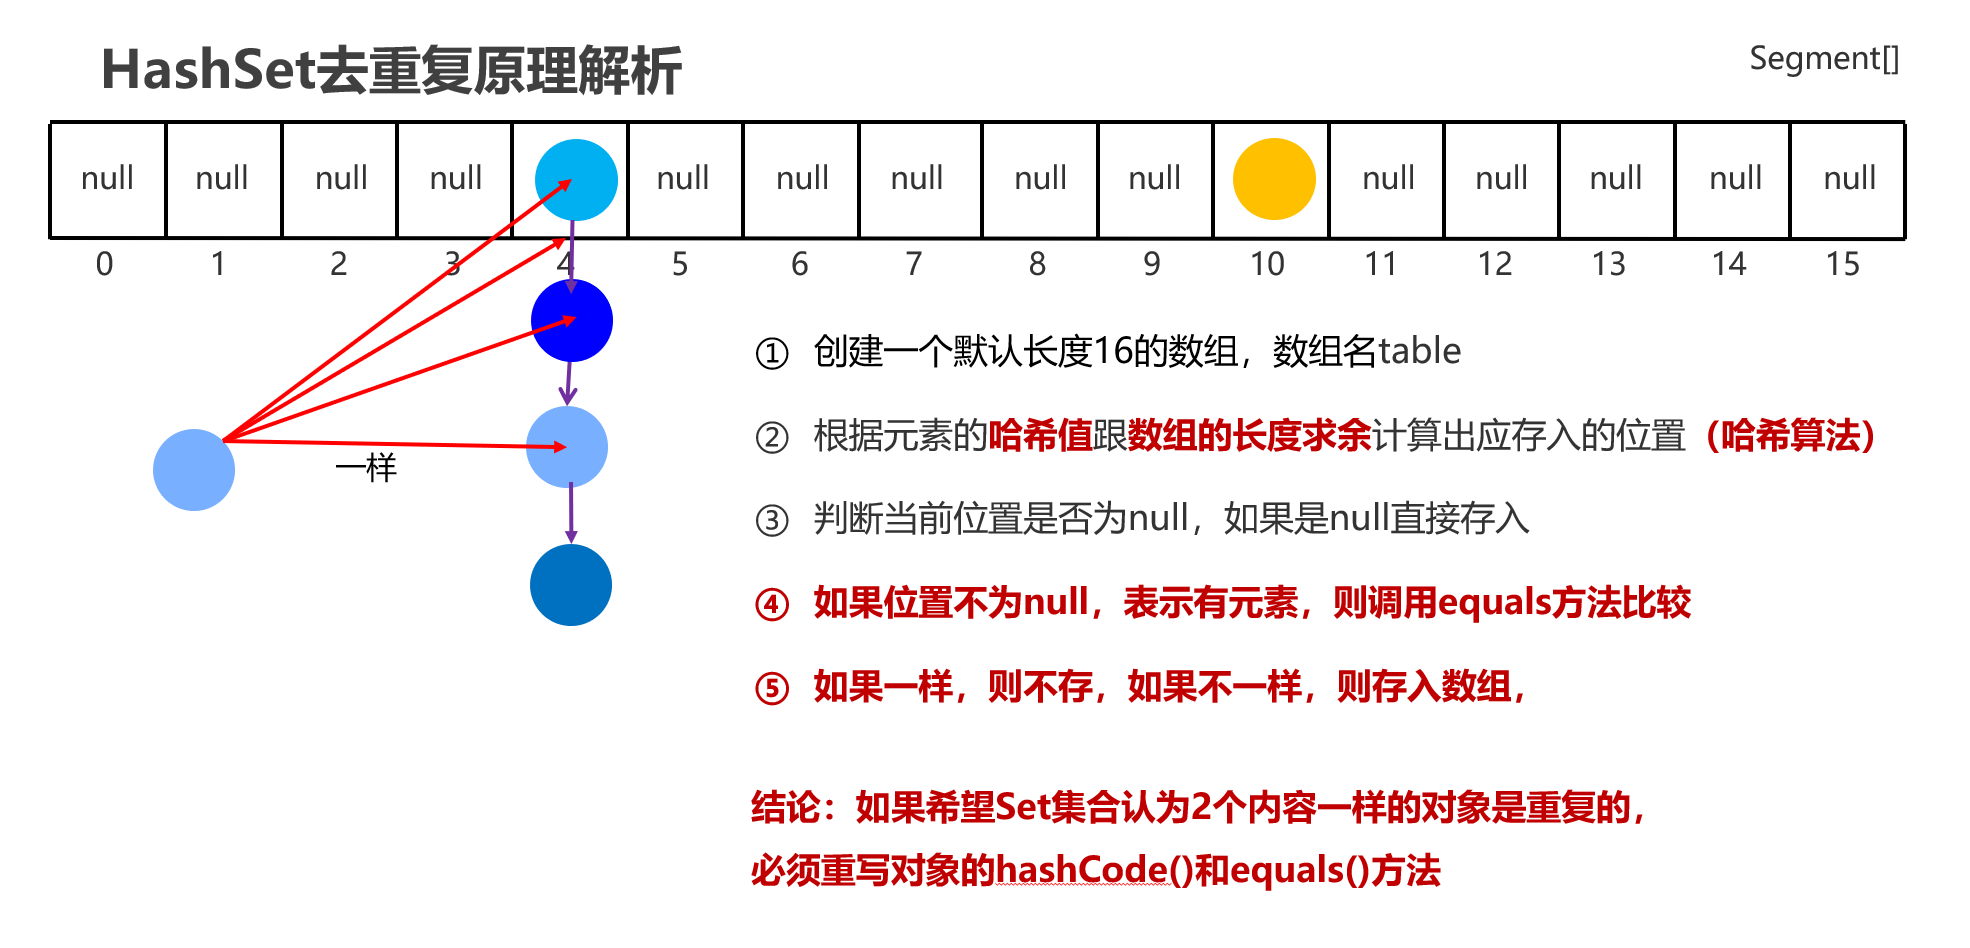 HashSet去重复原理解析
Segment[]
null null null null null null null null null null null null null null
0 1 2 3 4 5 6 7 8 9 10 11 12 13 14 15
一样
① 创建一个默认长度16的数组，数组名table
② 根据元素的哈希值跟数组的长度求余计算出应存入的位置（哈希算法）
③ 判断当前位置是否为null，如果是null直接存入
④ 如果位置不为null，表示有元素，则调用equals方法比较
⑤ 如果一样，则不存，如果不一样，则存入数组，
结论：如果希望Set集合认为2个内容一样的对象是重复的，
必须重写对象的hashCode()和equals()方法